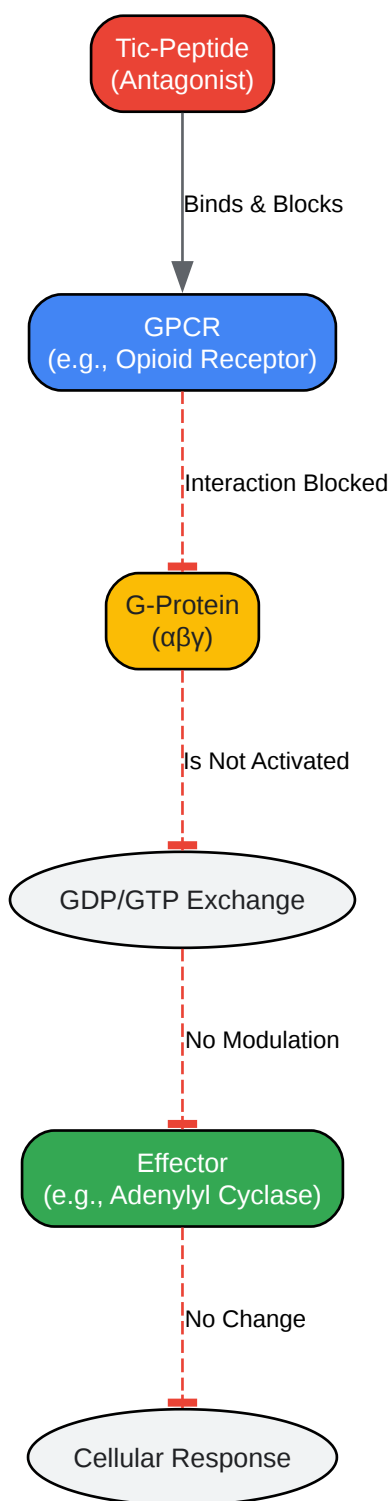 Tic-Peptide
(Antagonist)
Binds & Blocks
GPCR
(e.g., Opioid Receptor)
Interaction Blocked
G-Protein
(αβγ)
Is Not Activated
GDP/GTP Exchange
No Modulation
Effector
(e.g., Adenylyl Cyclase)
No Change
Cellular Response